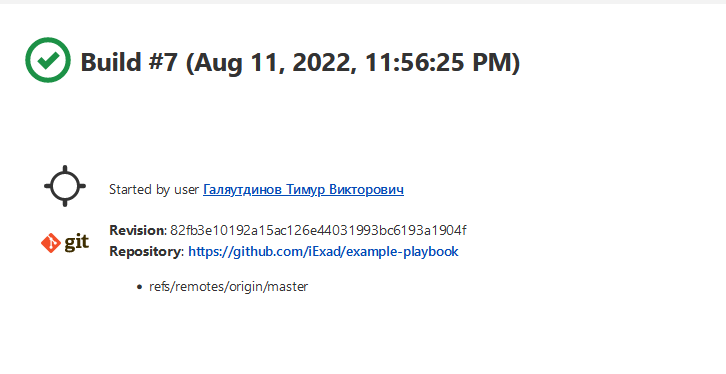 Build #7 (Aug 11, 2022, 11:56:25 PM)
Started by user Галяутдинов Тимур Викторович
git
Revision: 82fb3e10192a15ac126e44031993bc6193a1904f
Repository: https://github.com/iExad/example-playbook
• refs/remotes/origin/master